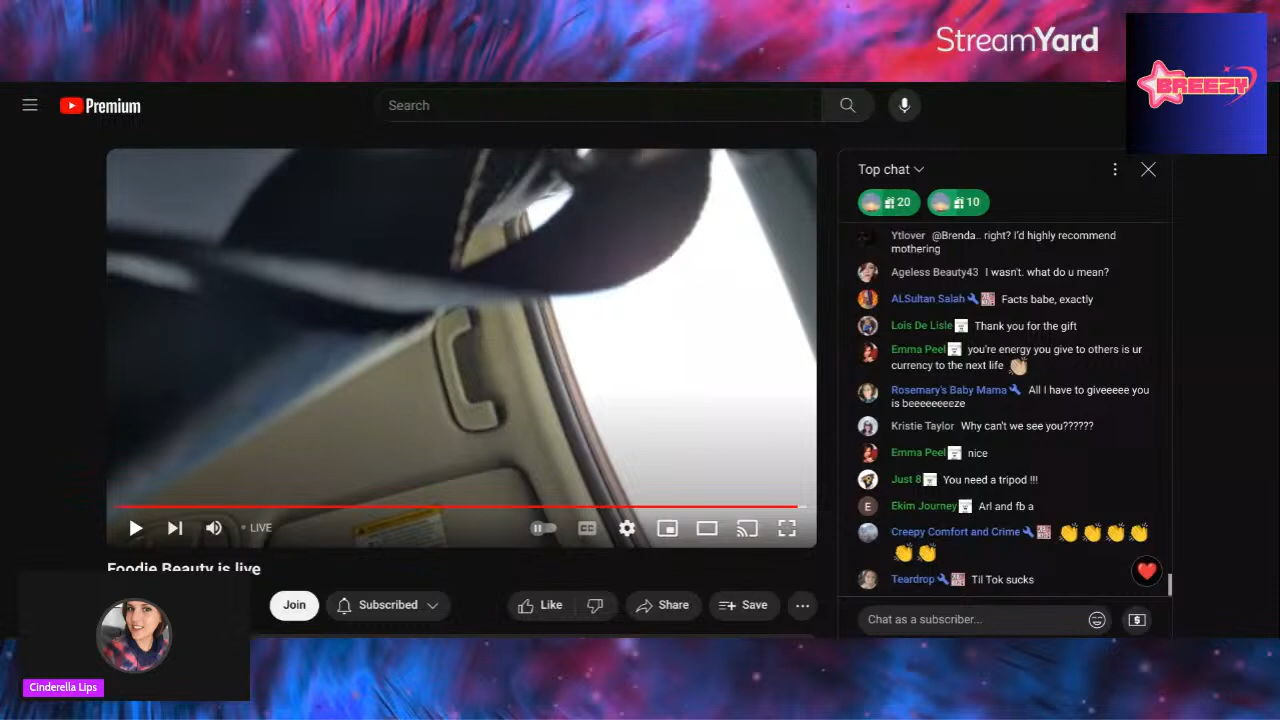 StreamYard
BREEZY
Premium
Search
Top chat
20
10
Ytlover @Brenda.. right? I'd highly recommend
mothering
Ageless Beauty43 I wasn't. what do u mean?
ALSultan Salah Facts babe, exactly
Lois De Lisle Thank you for the gift
Emma Peel you're energy you give to others is ur
currency to the next life
Rosemary's Baby Mama All I have to giveeeee you
is beeeeeeeeze
Kristie Taylor Why can't we see you??????
Emma Peel nice
Just 8 You need a tripod !!!
E Ekim Journey Arl and fb a
Creepy Comfort and Crime
Teardrop Til Tok sucks
Chat as a subscriber...
LIVE
CC
Foodie Beauty is live
Join
Subscribed
Like
Share
Save
Cinderella Lips